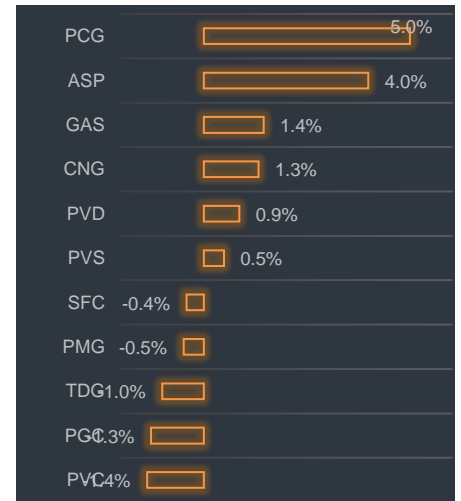 PCG 5.0%
ASP 4.0%
GAS 1.4%
CNG 1.3%
PVD 0.9%
PVS 0.5%
SFC -0.4%
PMG -0.5%
TDG -1.0%
PGC -1.3%
PVC -1.4%